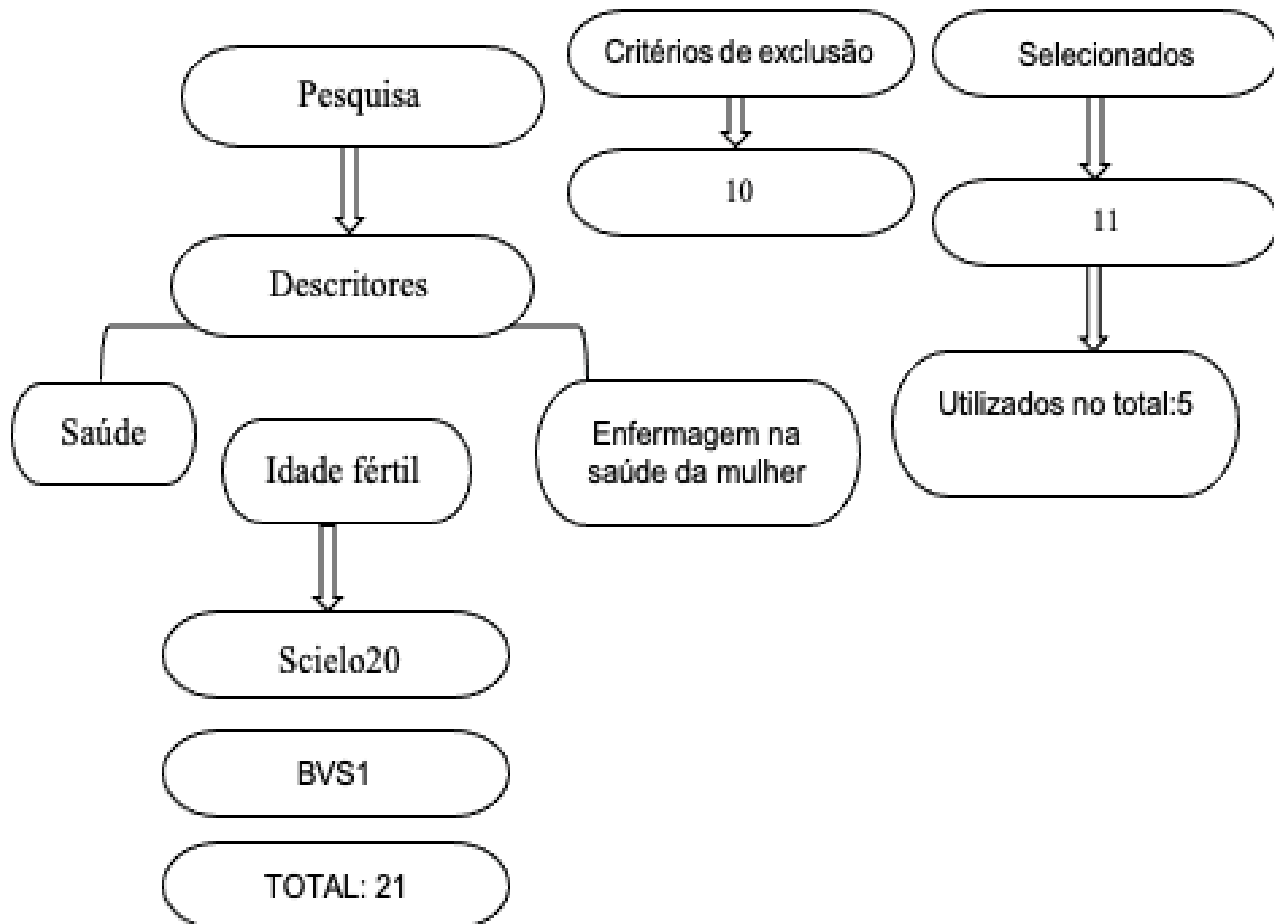 Pesquisa
Descritores
Saúde
Idade fértil
Enfermagem na
saúde da mulher
Scielo20
BVS1
TOTAL: 21
Critérios de exclusão
10
Selecionados
11
Utilizados no total:5